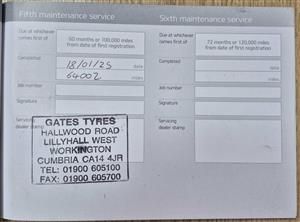 Fifth maintenance service
Due at whichever
comes first of
60 months or 100,000 miles
from date of first registration
Completed
18/01/25 date
64002 miles
Job number
Signature
Servicing
dealer stamp
GATES TYRES
HALLWOOD ROAD
LILLYHALL WEST
WORKINGTON
CUMBRIA CA14 4JR
TEL: 01900 605100
FAX: 01900 605700
Sixth maintenance service
Due at whichever
comes first of
72 months or 120,000 miles
from date of first registration
Completed
date
miles
Job number
Signature
Servicing
dealer stamp